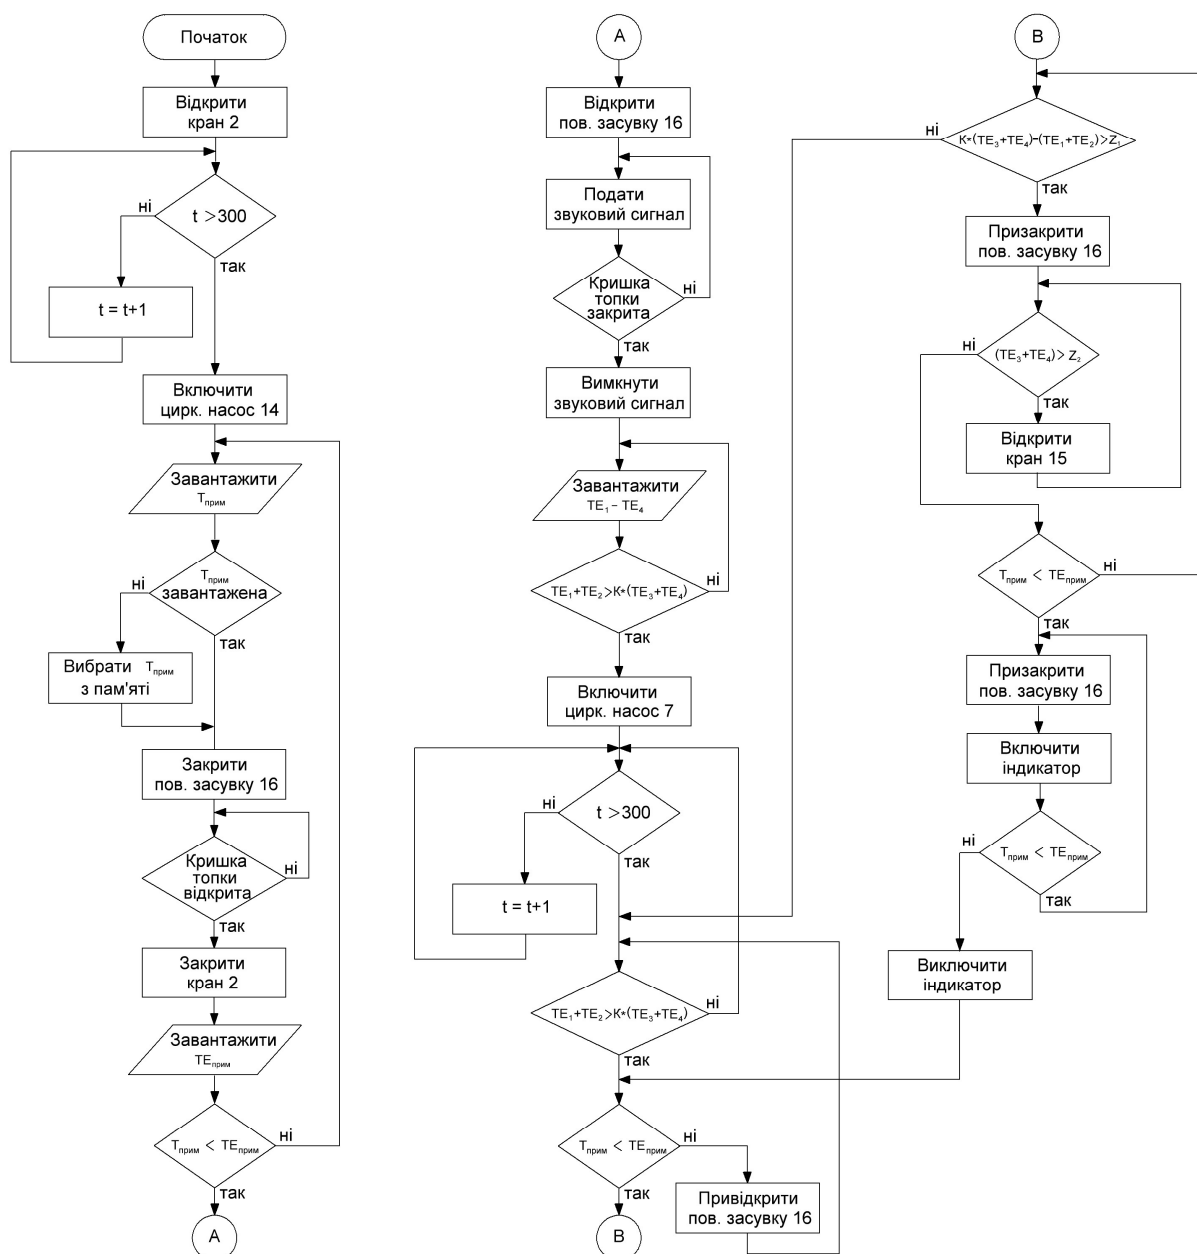 Початок
Відкрити
кран 2
t >300
ні
так
t = t+1
Включити
цирк. насос 14
Завантажити
Tприм
Tприм
завантажена
ні
так
Вибрати Tприм
з пам'яті
Закрити
пов. засувку 16
Кришка
топки
відкрита
ні
так
Закрити
кран 2
Завантажити
TEприм
Tприм < TEприм
ні
так
A
A
Відкрити
пов. засувку 16
Подати
звуковий сигнал
Кришка
топки
закрита
ні
так
Вимкнути
звуковий сигнал
Завантажити
TE₁ – TE₄
TE₁+TE₂>K*(TE₃+TE₄)
ні
так
Включити
цирк. насос 7
t >300
ні
так
t = t+1
TE₁+TE₂>K*(TE₃+TE₄)
ні
так
Tприм < TEприм
ні
так
Привідкрити
пов. засувку 16
B
B
K*(TE₃+TE₄)–(TE₁+TE₂)>Z₁
ні
так
Призакрити
пов. засувку 16
(TE₃+TE₄)> Z₂
ні
так
Відкрити
кран 15
Tприм < TEприм
ні
так
Призакрити
пов. засувку 16
Включити
індикатор
Tприм < TEприм
ні
так
Виключити
індикатор